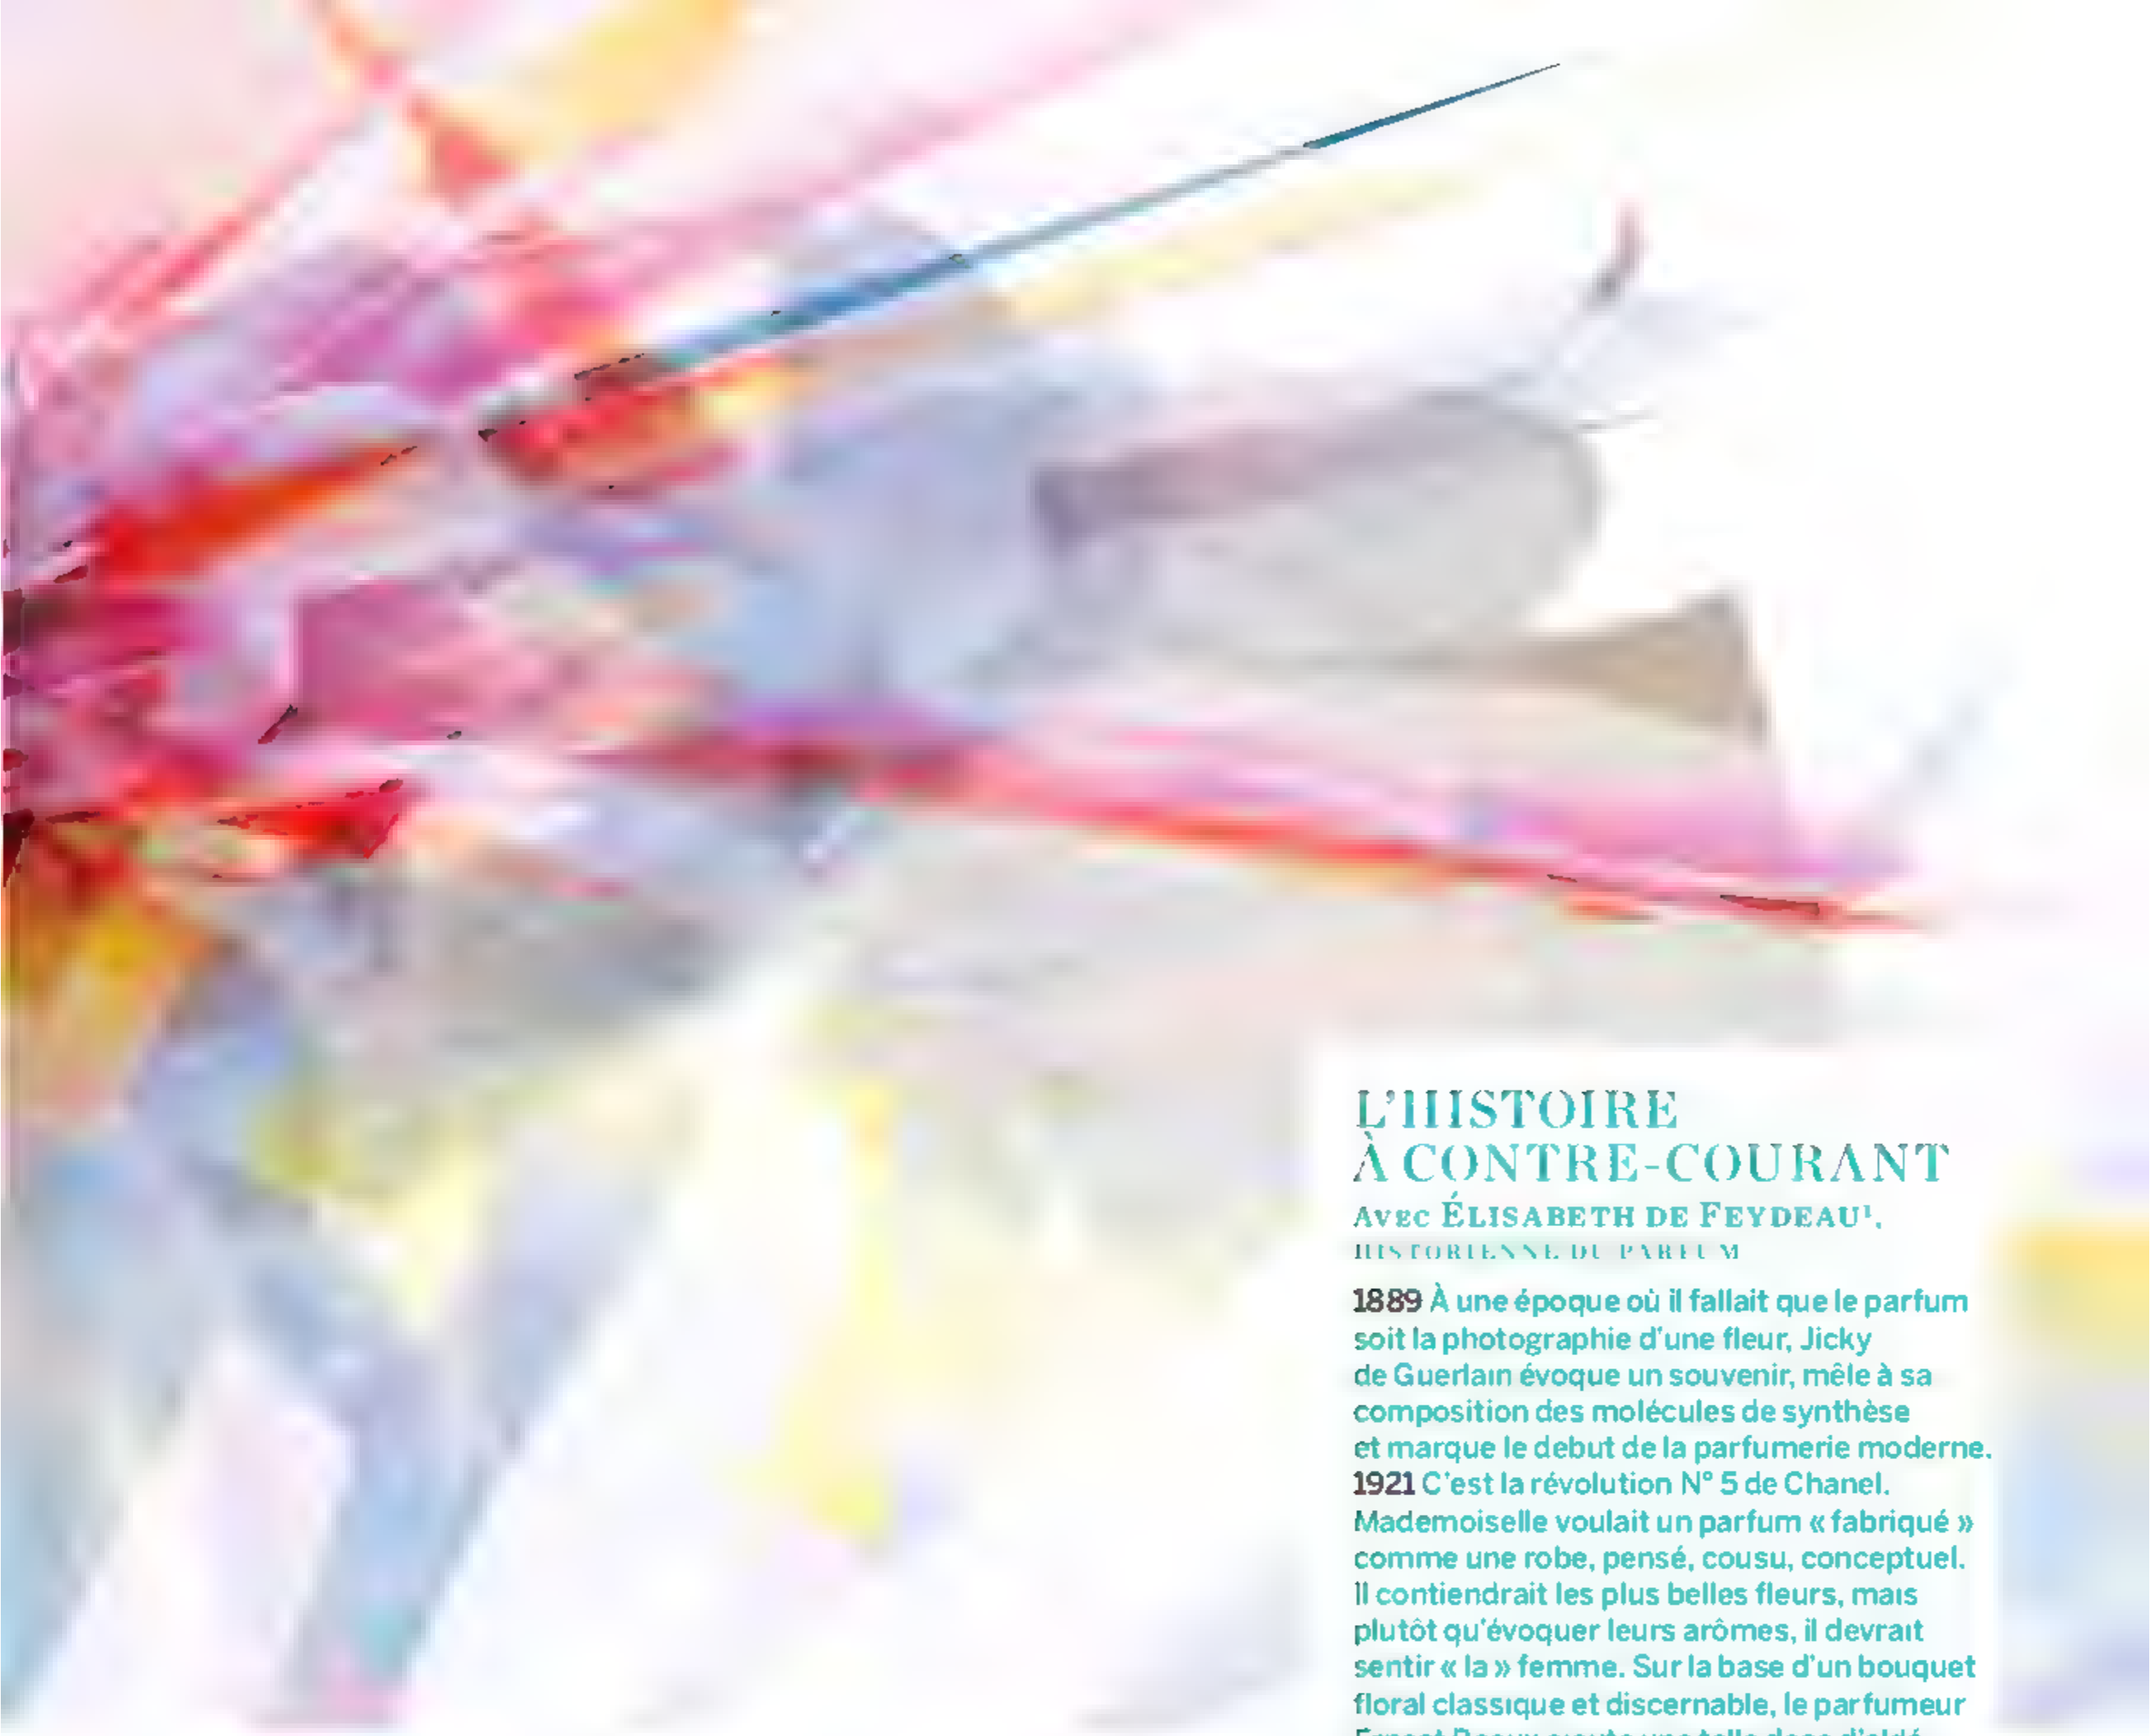 L'HISTOIRE
À CONTRE-COURANT
AVEC ÉLISABETH DE FEYDEAU¹,
HISTORIENNE DU PARFUM
1889 À une époque où il fallait que le parfum
soit la photographie d'une fleur, Jicky
de Guerlain évoque un souvenir, mêle à sa
composition des molécules de synthèse
et marque le debut de la parfumerie moderne.
1921 C'est la révolution N° 5 de Chanel.
Mademoiselle voulait un parfum « fabriqué »
comme une robe, pensé, cousu, conceptuel.
Il contiendrait les plus belles fleurs, mais
plutôt qu'évoquer leurs arômes, il devrait
sentir « la » femme. Sur la base d'un bouquet
floral classique et discernable, le parfumeur